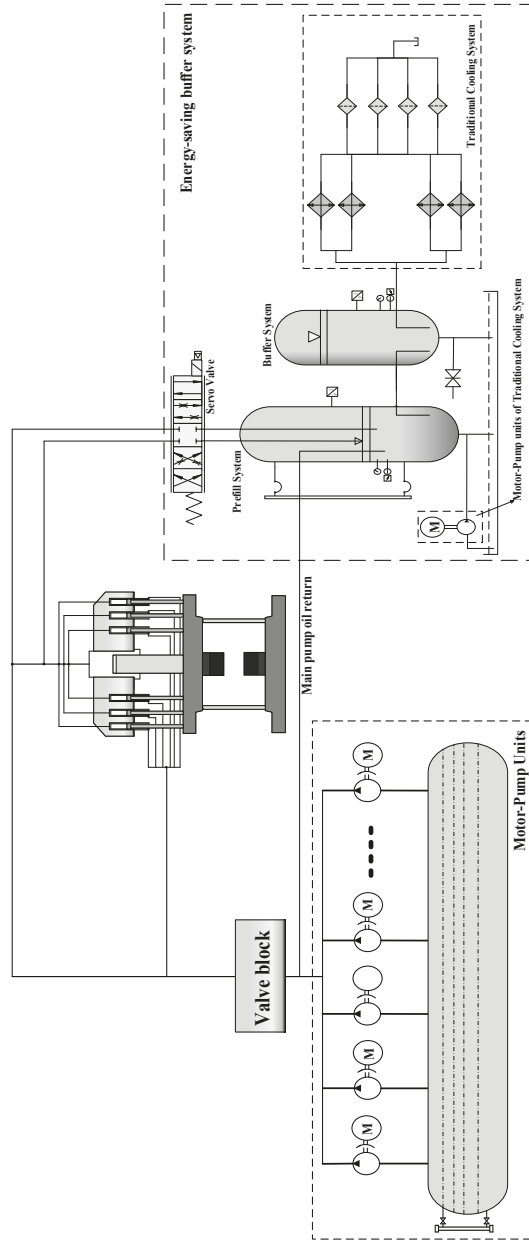 Energy-saving buffer system
Traditional Cooling System
Servo Valve
Buffer System
Prefill System
Motor-Pump units of Traditional Cooling System
M
Main pump oil return
Valve block
M
M
M
M
Motor-Pump Units